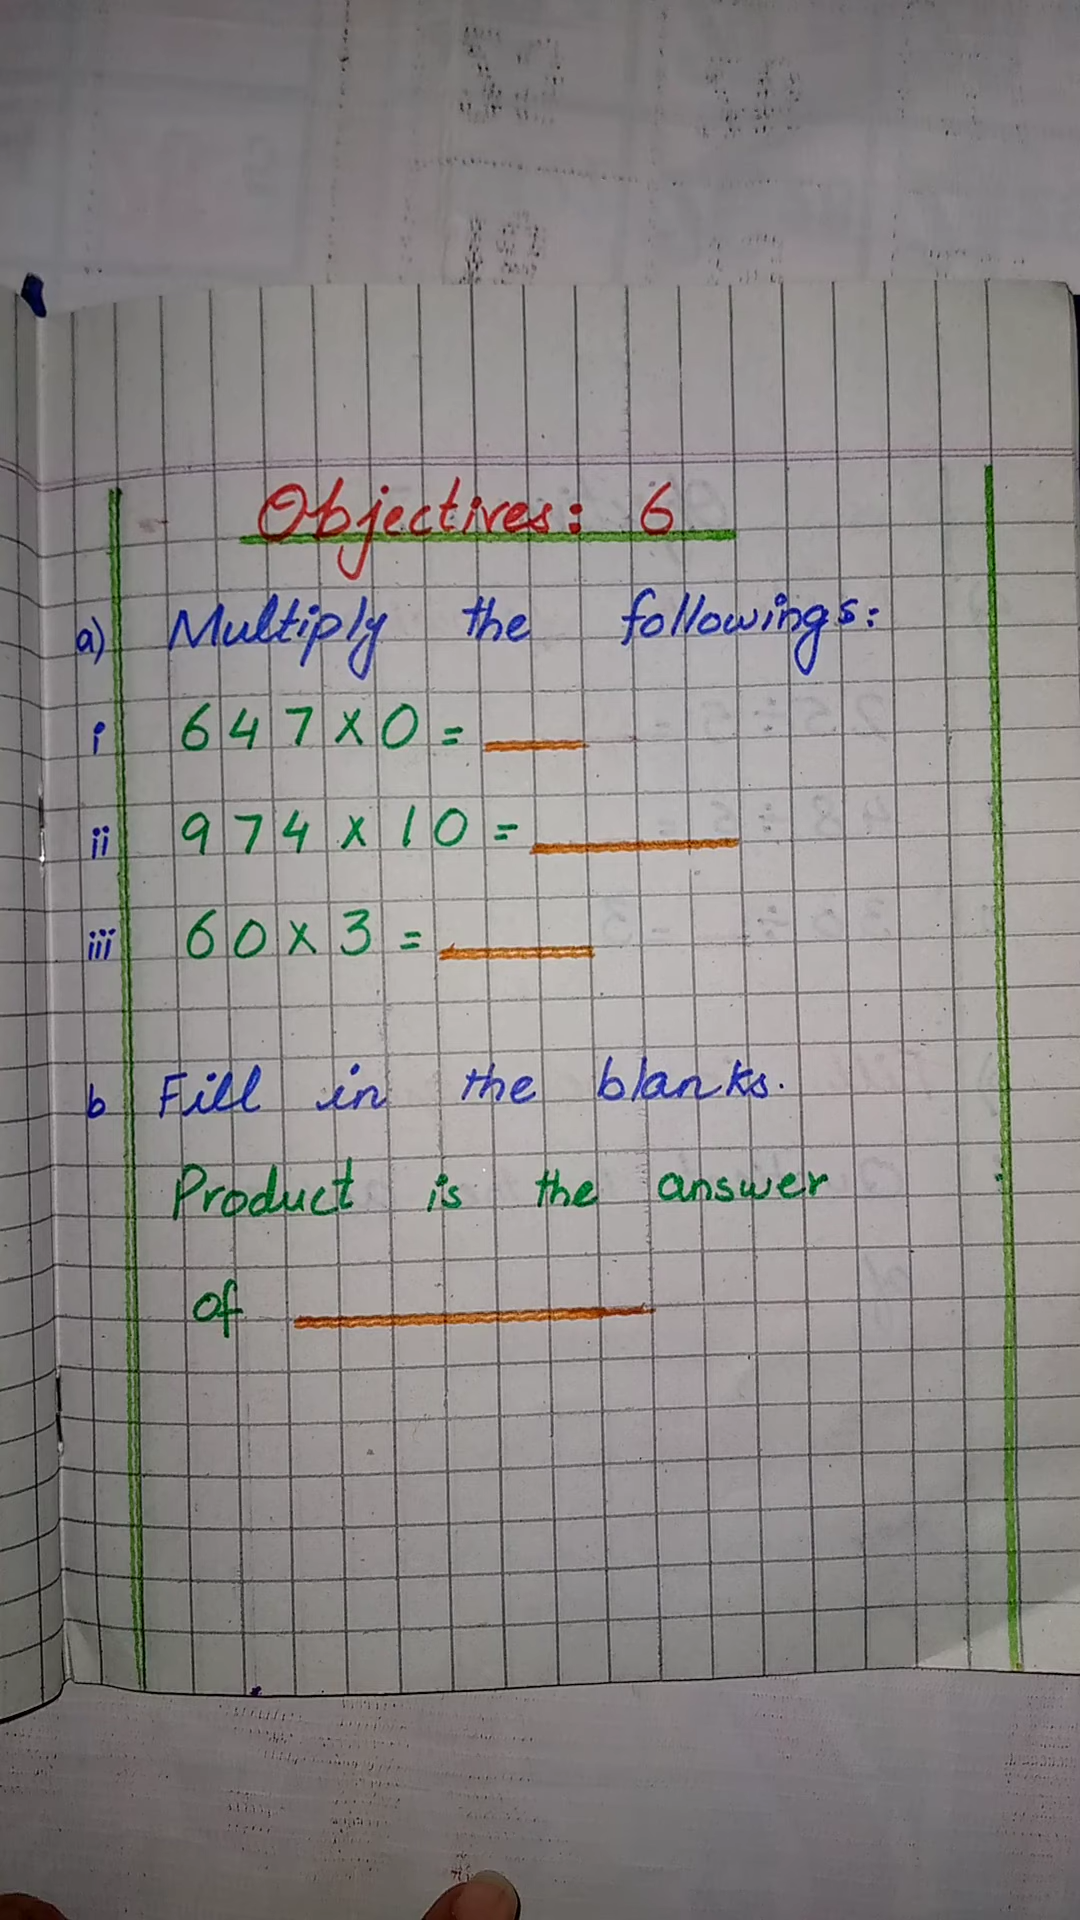 Objectives: 6
a) Multiply the followings:
i 647 x 0 =
ii 974 x 10 =
iii 60 x 3 =
b Fill in the blanks.
Product is the answer
of